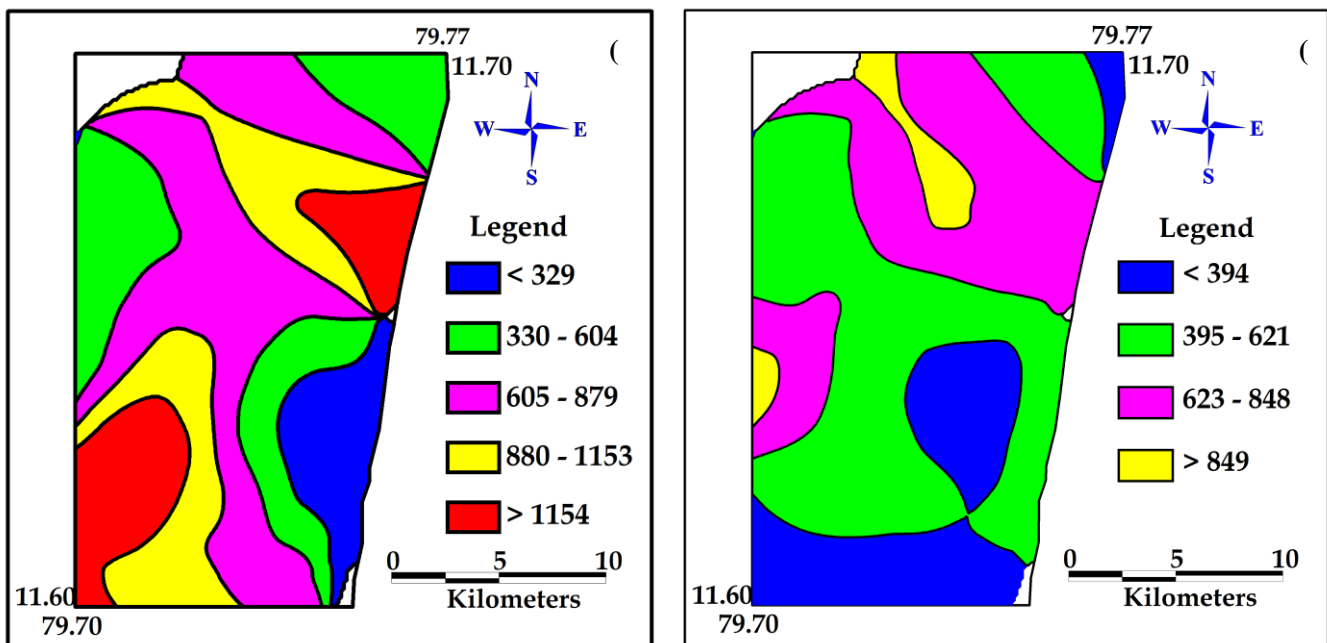 79.77
(
11.70
N
W E
S
Legend
< 329
330 - 604
605 - 879
880 - 1153
> 1154
0 5 10
Kilometers
11.60
79.70
79.77
(
11.70
N
W E
S
Legend
< 394
395 - 621
623 - 848
> 849
0 5 10
Kilometers
11.60
79.70